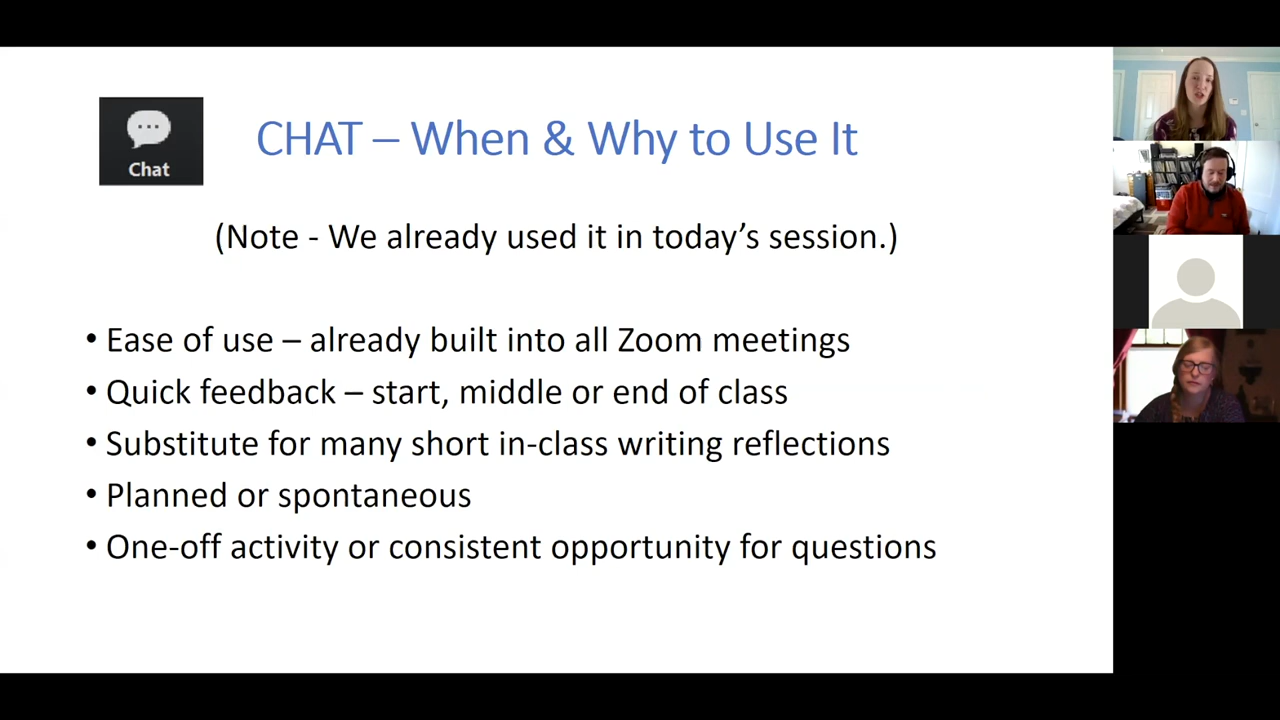 Chat
CHAT – When & Why to Use It
(Note - We already used it in today’s session.)
• Ease of use – already built into all Zoom meetings
• Quick feedback – start, middle or end of class
• Substitute for many short in-class writing reflections
• Planned or spontaneous
• One-off activity or consistent opportunity for questions